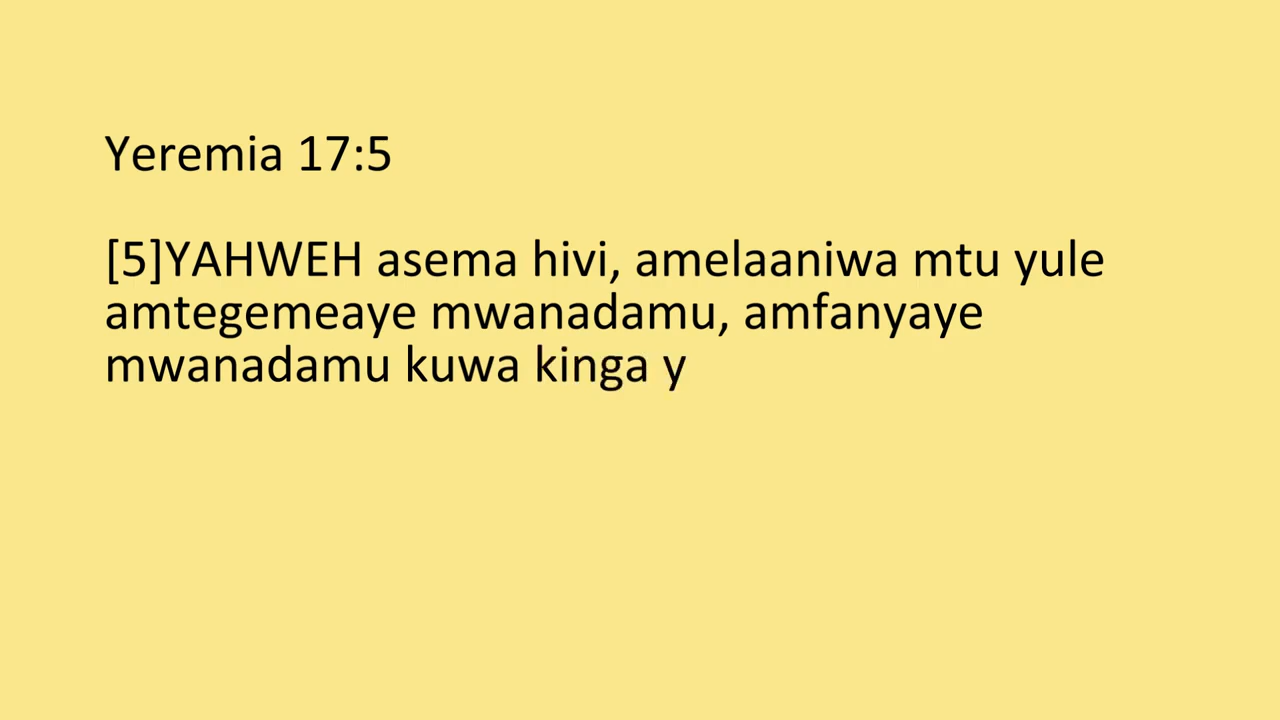 Yeremia 17:5
[5]YAHWEH asema hivi, amelaaniwa mtu yule
amtegemeaye mwanadamu, amfanyaye
mwanadamu kuwa kinga y